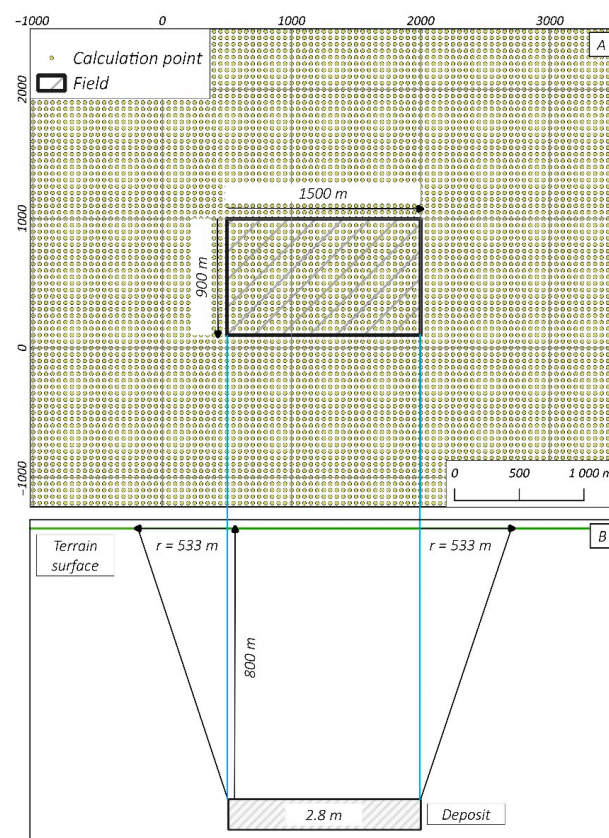 −1000 0 1000 2000 3000
A
Calculation point
Field
2000
1000
0
−1000
1500 m
900 m
0 500 1 000 m
B
Terrain
surface
r = 533 m
r = 533 m
800 m
2.8 m
Deposit